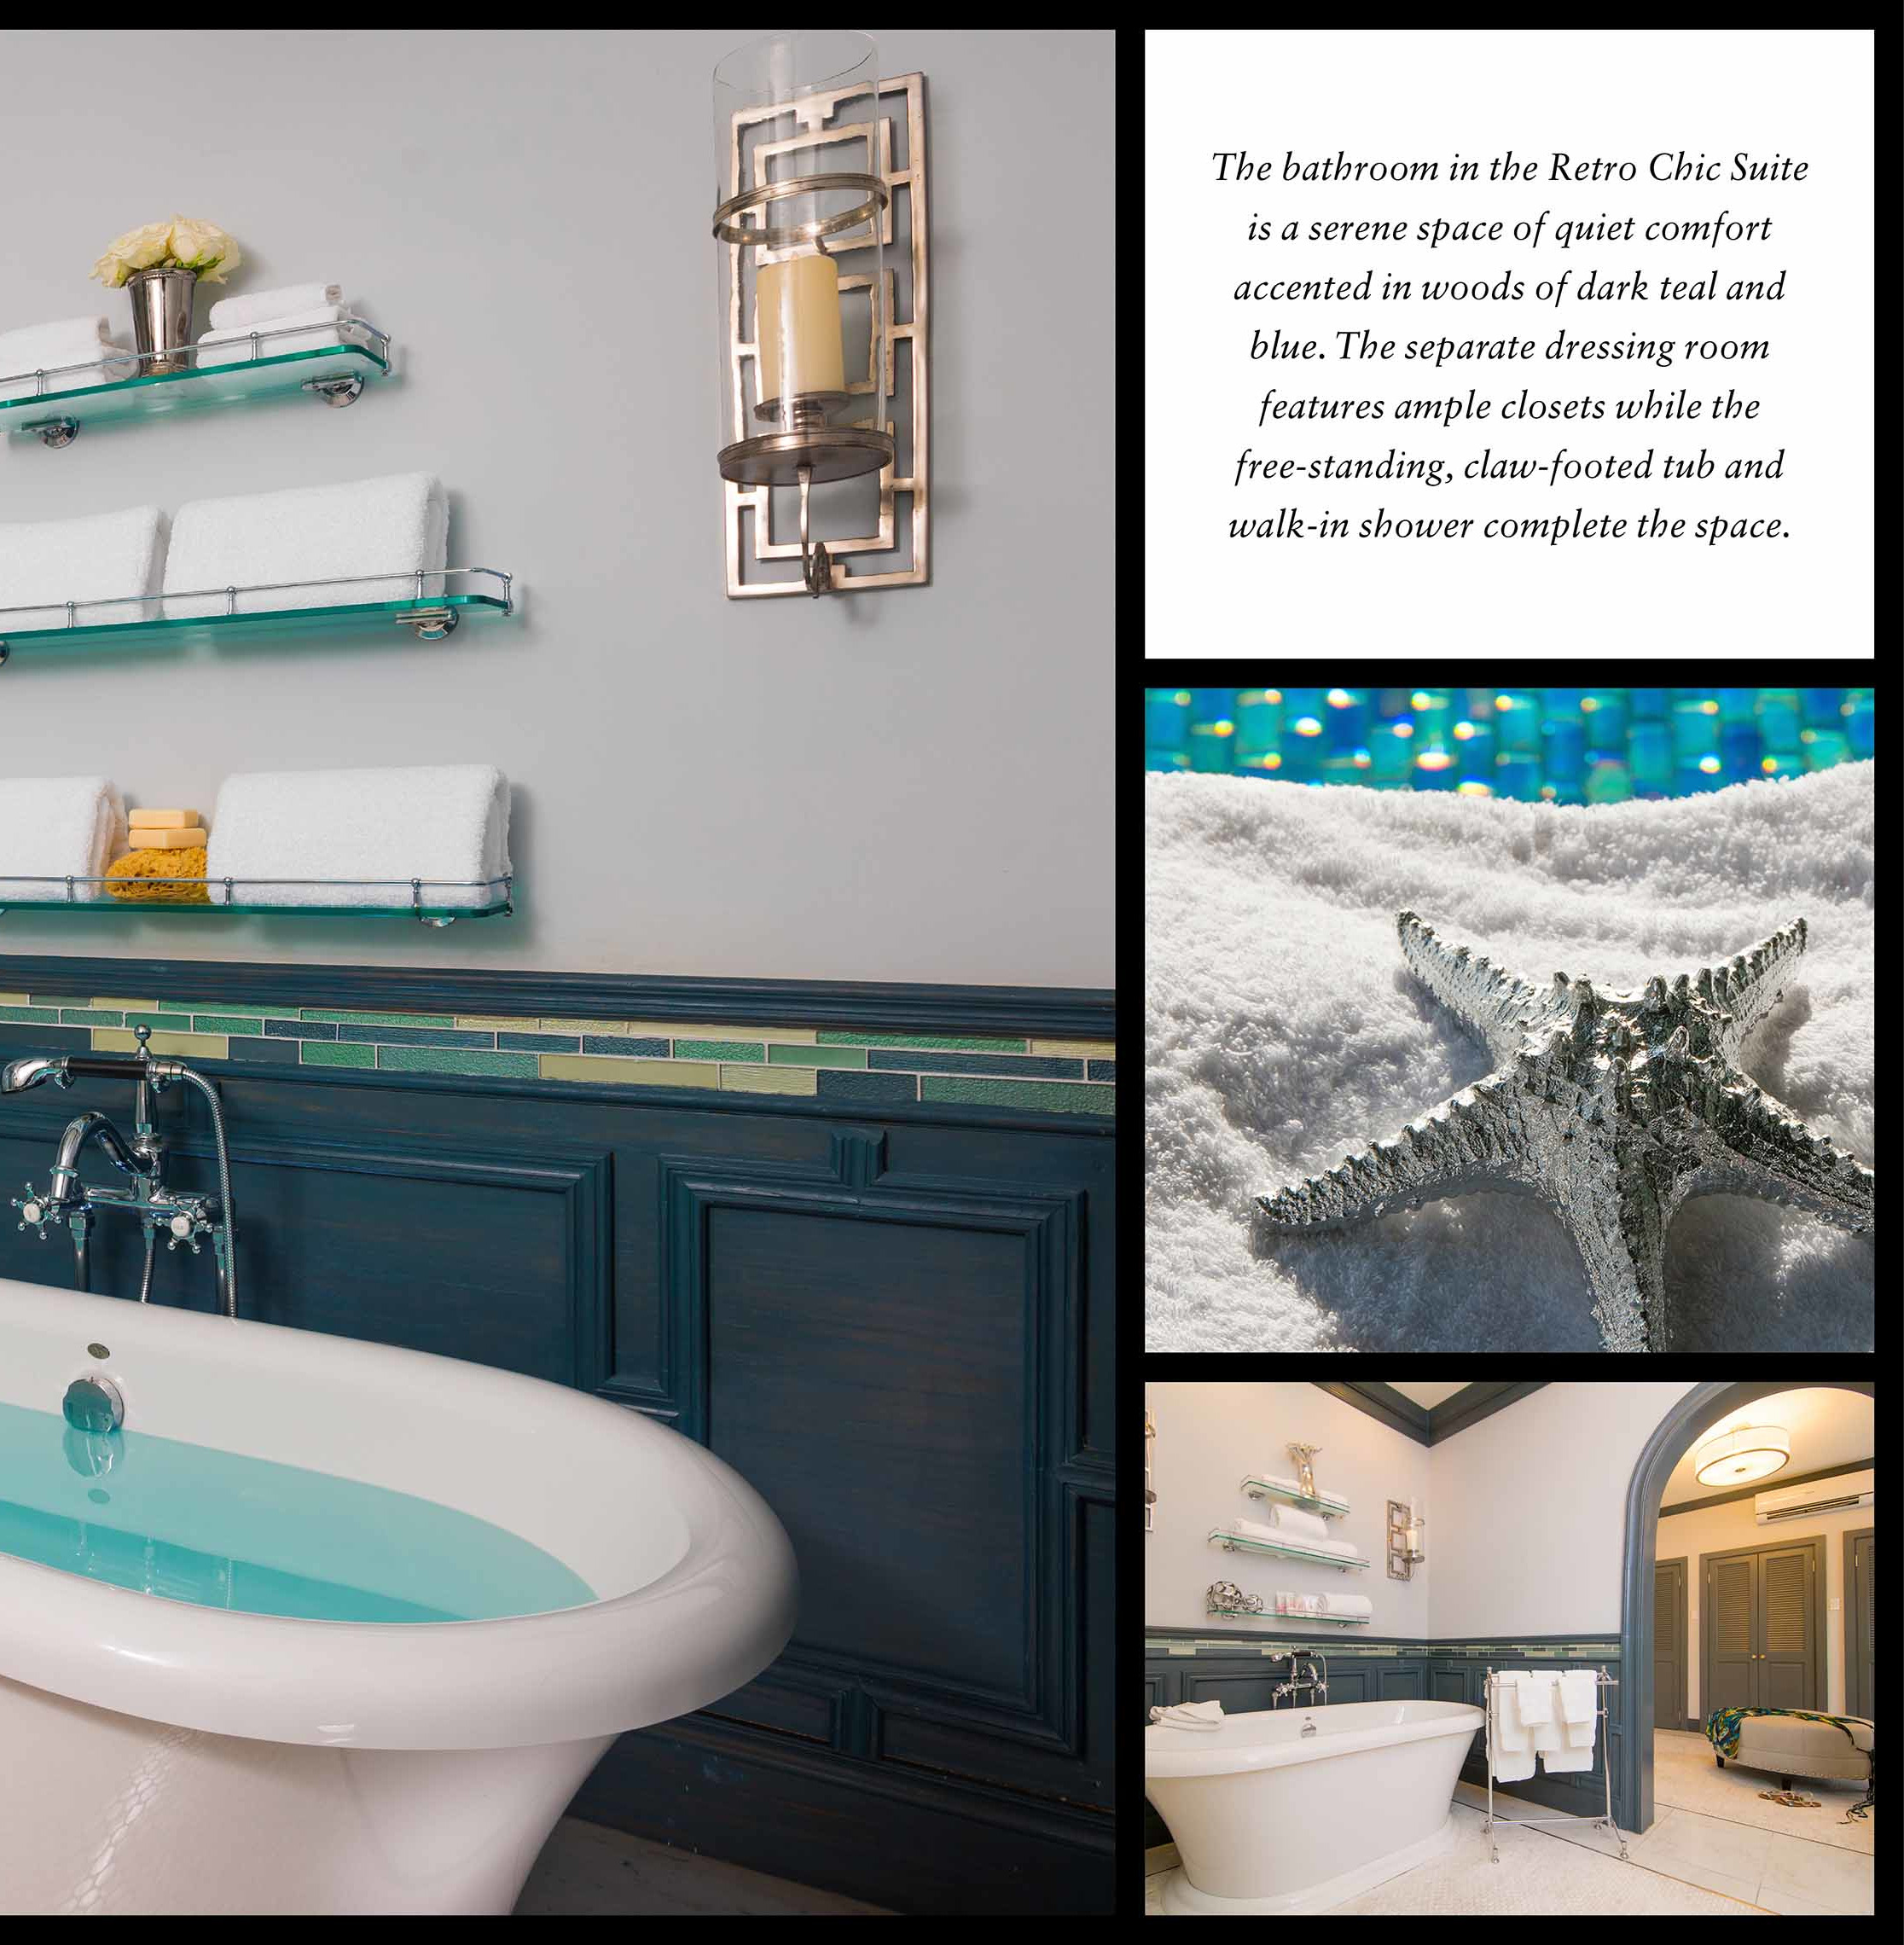 The bathroom in the Retro Chic Suite
is a serene space of quiet comfort
accented in woods of dark teal and
blue. The separate dressing room
features ample closets while the
free-standing, claw-footed tub and
walk-in shower complete the space.